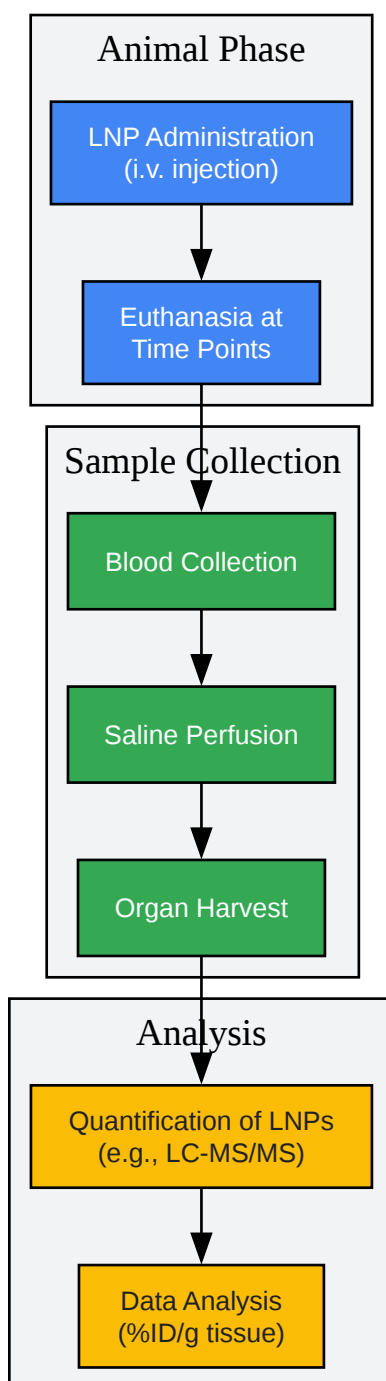 Animal Phase
LNP Administration
(i.v. injection)
Euthanasia at
Time Points
Sample Collection
Blood Collection
Saline Perfusion
Organ Harvest
Analysis
Quantification of LNPs
(e.g., LC-MS/MS)
Data Analysis
(%ID/g tissue)